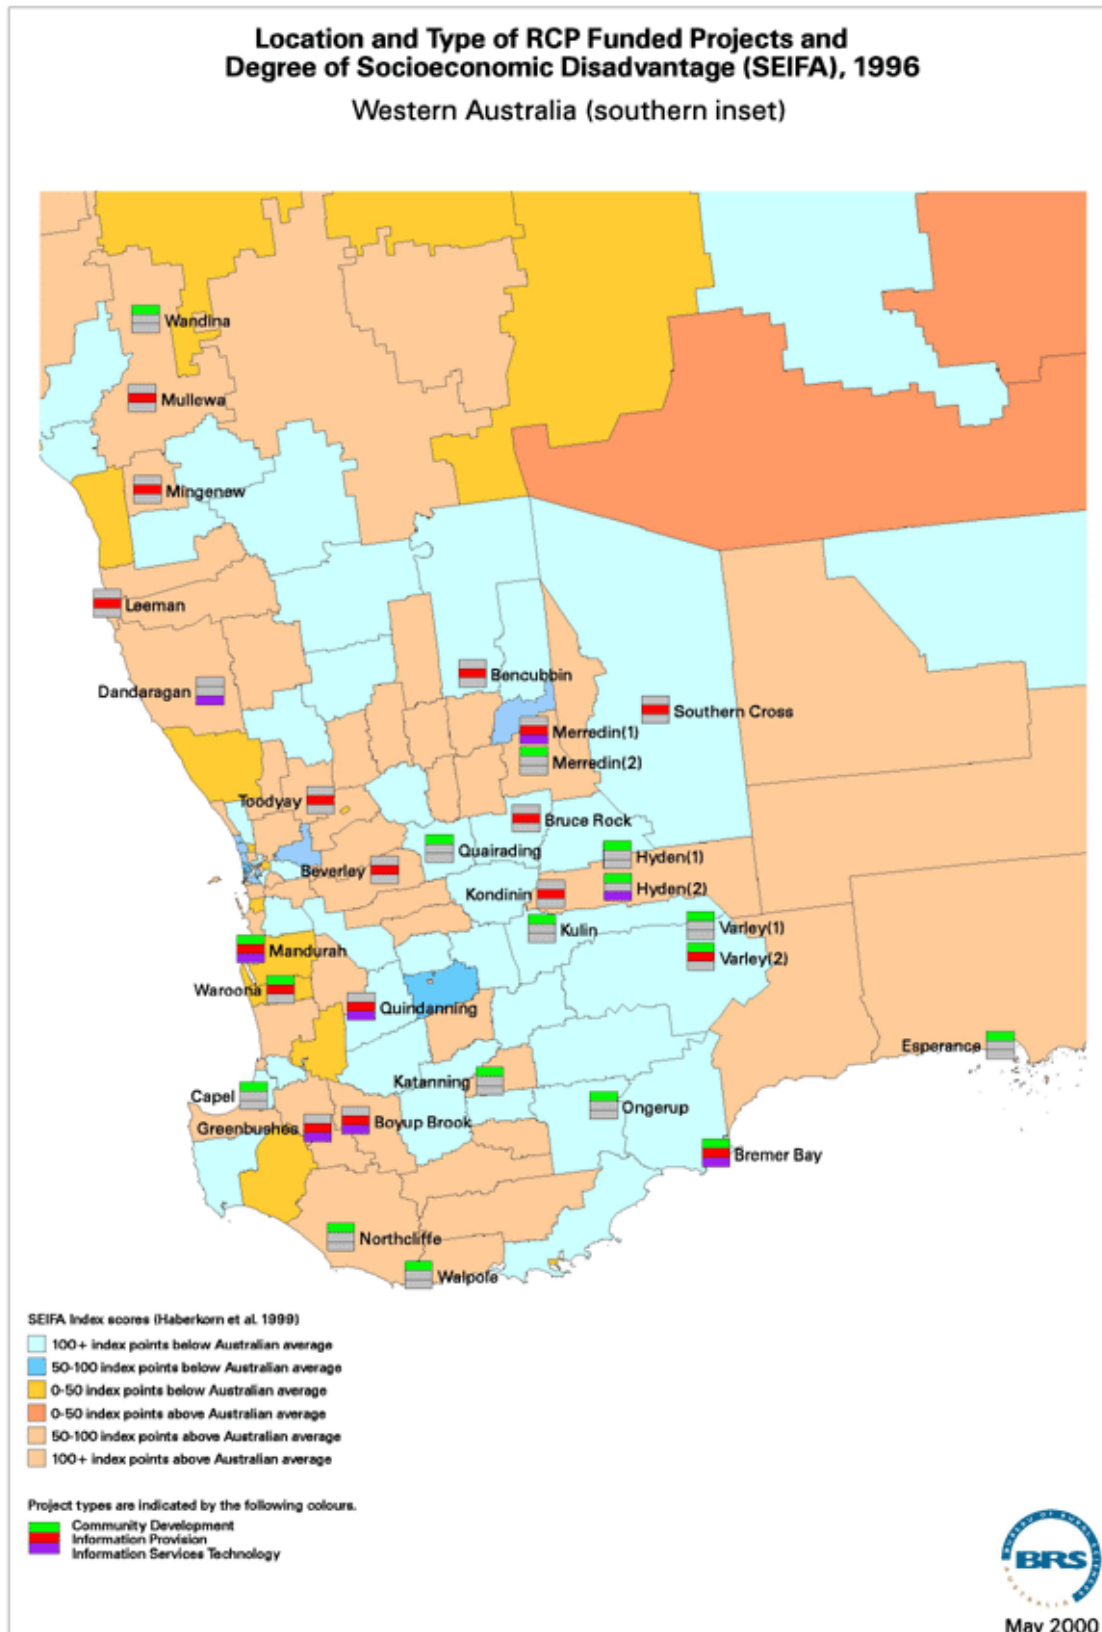 Location and Type of RCP Funded Projects and
Degree of Socioeconomic Disadvantage (SEIFA), 1996
Western Australia (southern inset)
Wandina
Mullewa
Mingenew
Leeman
Bencubbin
Dandaragan
Southern Cross
Merredin(1)
Merredin(2)
Toodyay
Bruce Rock
Quairading
Hyden(1)
Beverley
Hyden(2)
Kondinin
Kulin
Varley(1)
Mandurah
Varley(2)
Waroona
Quindanning
Esperance
Katanning
Capel
Ongerup
Greenbushes
Boyup Brook
Bremer Bay
Northcliffe
Walpole
SEIFA Index scores (Haberkorn et al. 1999)
100+ index points below Australian average
50-100 index points below Australian average
0-50 index points below Australian average
0-50 index points above Australian average
50-100 index points above Australian average
100+ index points above Australian average
Project types are indicated by the following colours.
Community Development
Information Provision
Information Services Technology
BUREAU OF RURAL SCIENCES
BRS
AUSTRALIA
May 2000